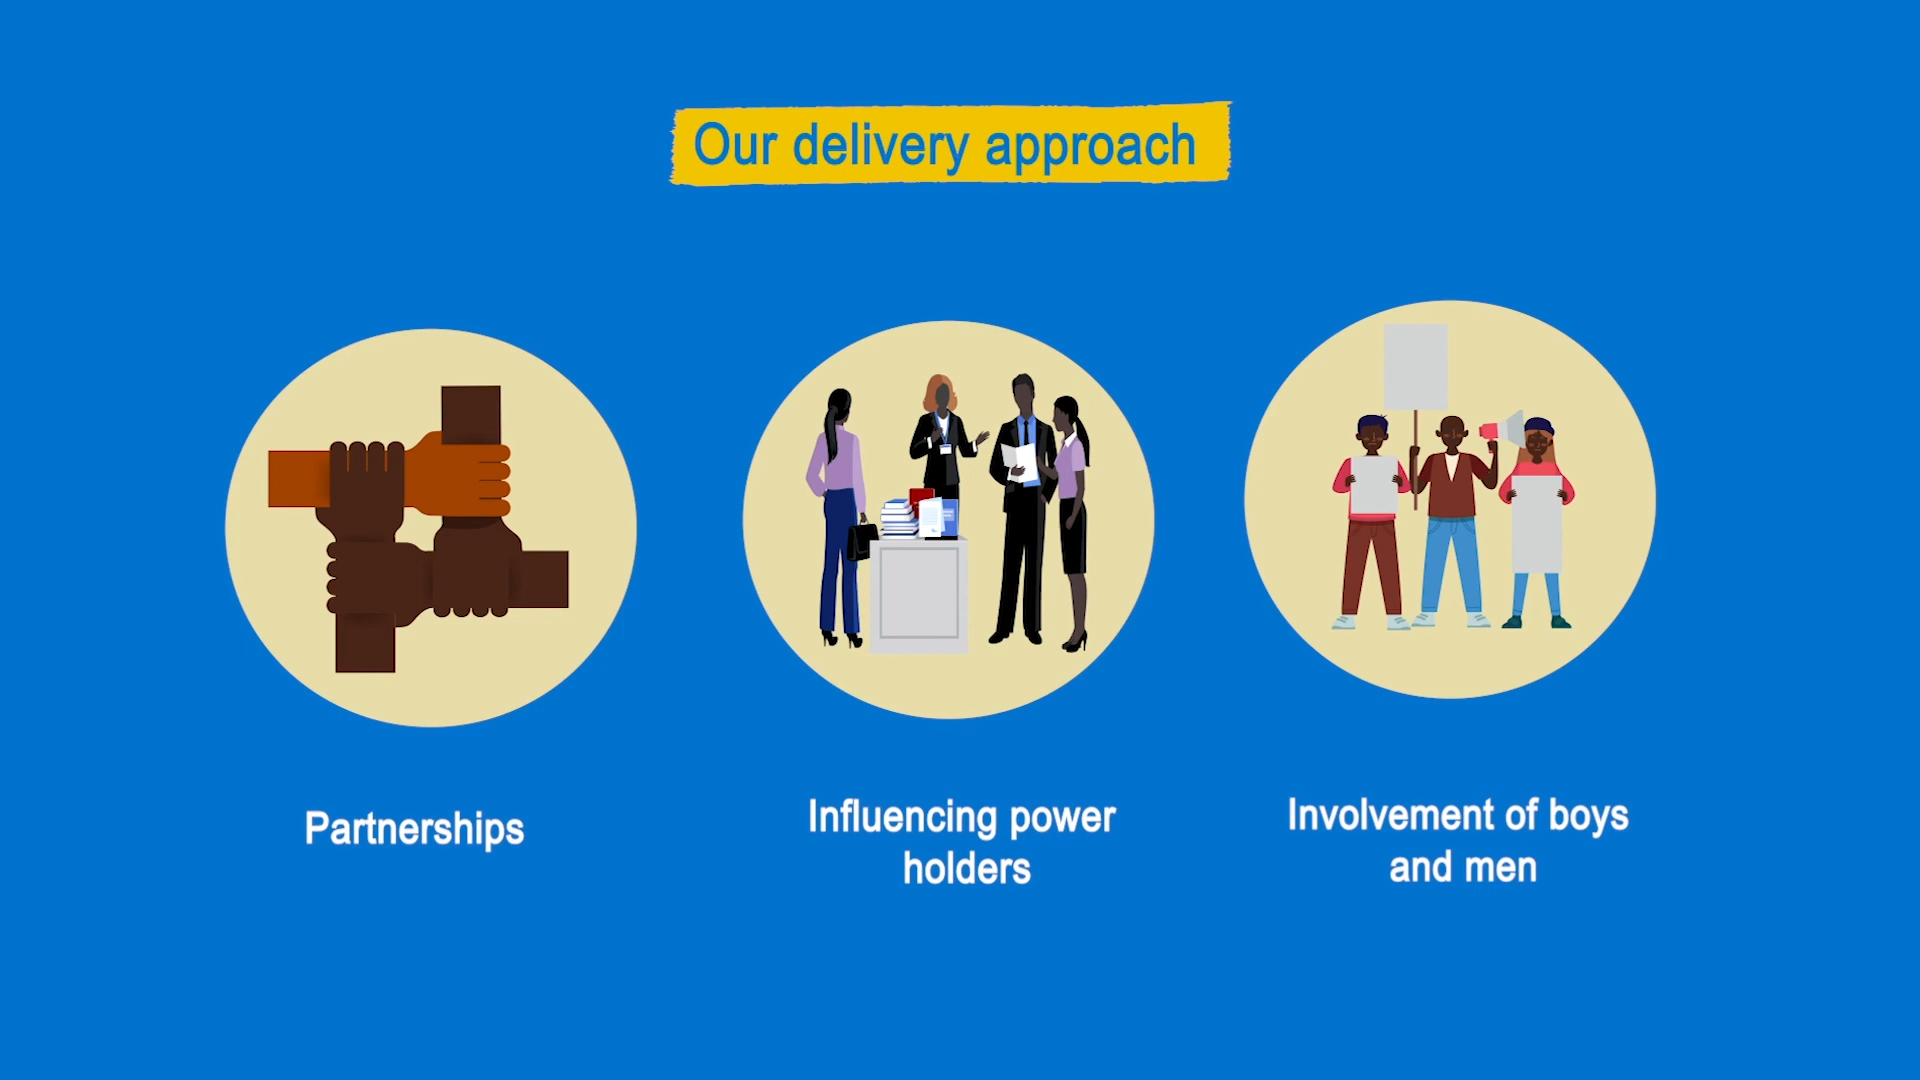 Our delivery approach
Partnerships
Influencing power
holders
Involvement of boys
and men